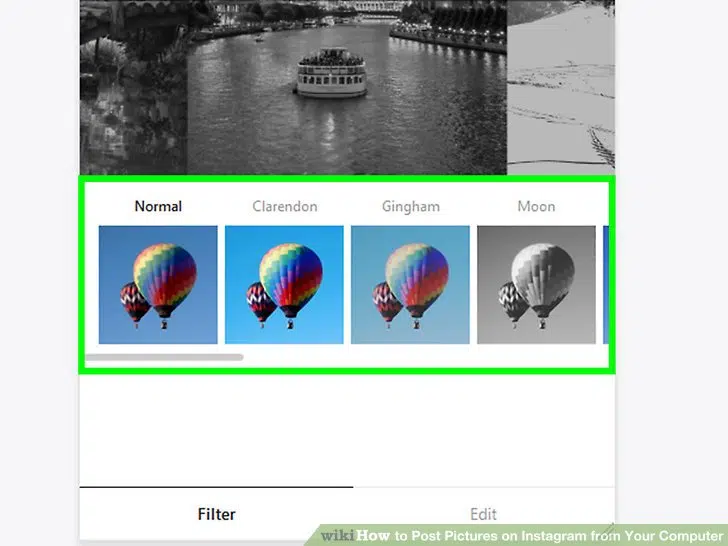 Normal
Clarendon
Gingham
Moon
Filter
Edit
wikiHow to Post Pictures on Instagram from Your Computer